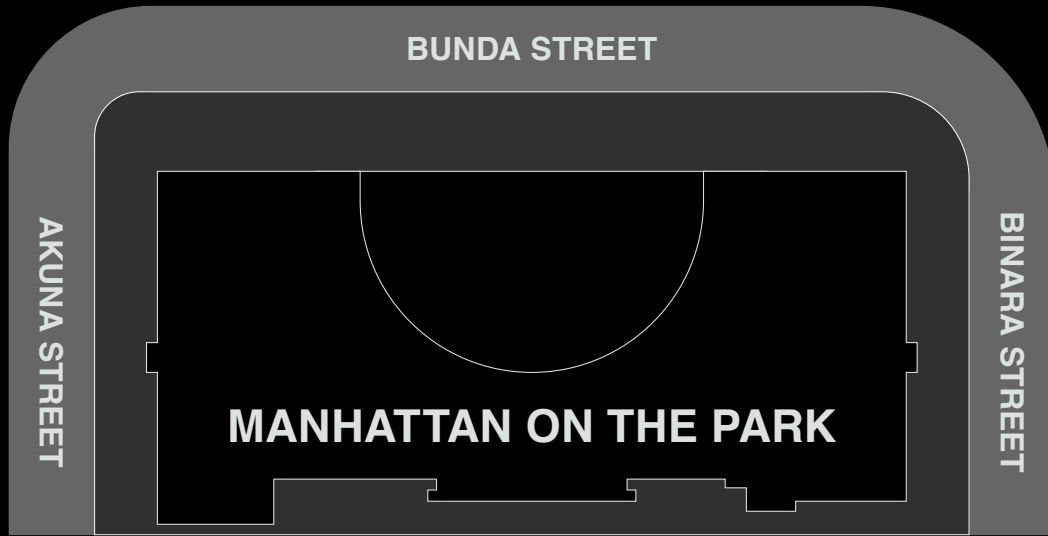 BUNDA STREET
AKUNA STREET
BINARA STREET
MANHATTAN ON THE PARK